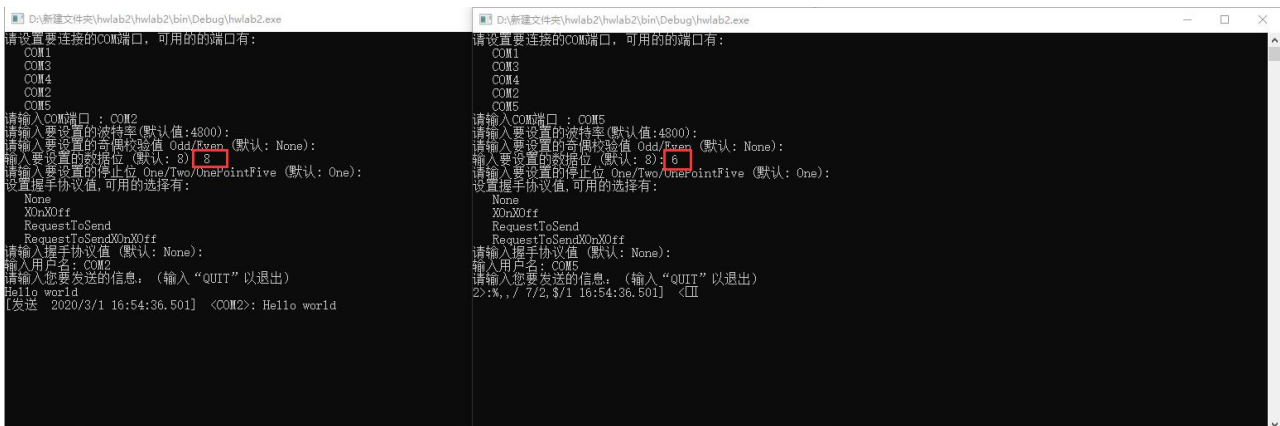 D:\新建文件夹\hwlab2\hwlab2\bin\Debug\hwlab2.exe
请设置要连接的COM端口，可用的的端口有:
COM1
COM3
COM4
COM2
COM5
请输入COM端口 : COM2
请输入要设置的波特率(默认值:4800):
请输入要设置的奇偶校验值 Odd/Even (默认: None):
输入要设置的数据位 (默认: 8) 8
请输入要设置的停止位 One/Two/OnePointFive (默认: One):
设置握手协议值,可用的选择有:
None
XOnXOff
RequestToSend
RequestToSendXOnXOff
请输入握手协议值 (默认: None):
输入用户名: COM2
请输入您要发送的信息：（输入“QUIT”以退出）
Hello world
[发送  2020/3/1 16:54:36.501]  <COM2>: Hello world
D:\新建文件夹\hwlab2\hwlab2\bin\Debug\hwlab2.exe
请设置要连接的COM端口，可用的的端口有:
COM1
COM3
COM4
COM2
COM5
请输入COM端口 : COM5
请输入要设置的波特率(默认值:4800):
请输入要设置的奇偶校验值 Odd/Even (默认: None):
输入要设置的数据位 (默认: 8): 6
请输入要设置的停止位 One/Two/OnePointFive (默认: One):
设置握手协议值,可用的选择有:
None
XOnXOff
RequestToSend
RequestToSendXOnXOff
请输入握手协议值 (默认: None):
输入用户名: COM5
请输入您要发送的信息：（输入“QUIT”以退出）
2>:%,,/ 7/2,$/1 16:54:36.501]  <